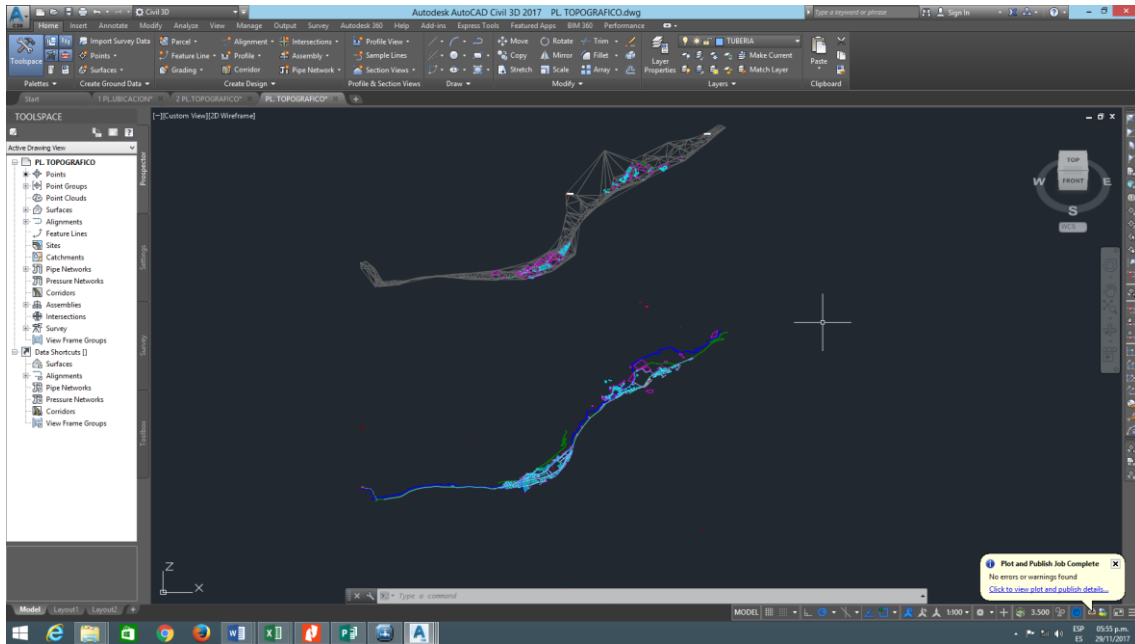 Civil 3D
Autodesk AutoCAD Civil 3D 2017 PL. TOPOGRAFICO.dwg
Type a keyword or phrase
Sign In
Home Insert Annotate Modify Analyze View Manage Output Survey Autodesk 360 Help Add-ins Express Tools Featured Apps BIM 360 Performance
Toolspace
Import Survey Data
Points
Surfaces
Parcel
Feature Line
Grading
Alignment
Profile
Corridor
Intersections
Assembly
Pipe Network
Profile View
Sample Lines
Section Views
Move Rotate Trim
Copy Mirror Fillet
Stretch Scale Array
Layer Properties
TUBERIA
Make Current
Match Layer
Paste
Palettes Create Ground Data Create Design Profile & Section Views Draw Modify Layers Clipboard
Start 1 PL.UBICACION* 2 PL.TOPOGRAFICO* PL. TOPOGRAFICO*
TOOLSPACE
[−][Custom View][2D Wireframe]
Active Drawing View
PL. TOPOGRAFICO
Points
Point Groups
Point Clouds
Surfaces
Alignments
Feature Lines
Sites
Catchments
Pipe Networks
Pressure Networks
Corridors
Assemblies
Intersections
Survey
View Frame Groups
Data Shortcuts []
Surfaces
Alignments
Pipe Networks
Pressure Networks
Corridors
View Frame Groups
Prospector
Settings
Survey
Toolbox
TOP
FRONT
W
E
S
WCS
Z
X
Type a command
Plot and Publish Job Complete
No errors or warnings found
Click to view plot and publish details...
Model Layout1 Layout2 +
MODEL
1:100
3.500
ESP
ES
05:55 p.m.
29/11/2017